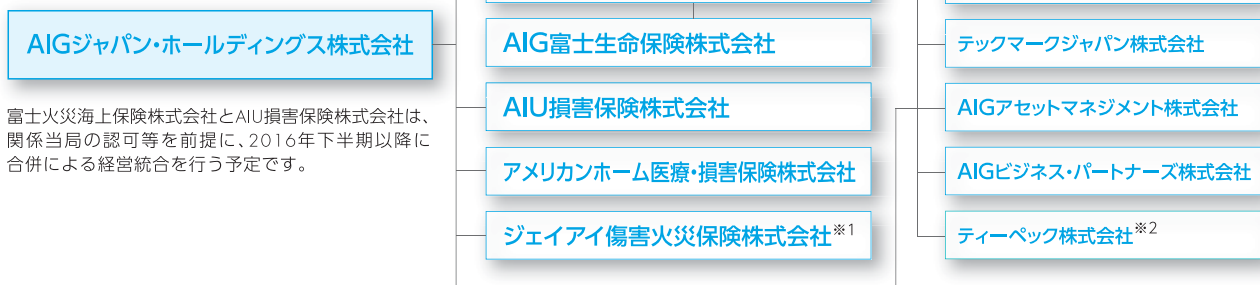 AIGジャパン・ホールディングス株式会社
富士火災海上保険株式会社とAIU損害保険株式会社は、
関係当局の認可等を前提に、2016年下半期以降に
合併による経営統合を行う予定です。
AIG富士生命保険株式会社
AIU損害保険株式会社
アメリカンホーム医療・損害保険株式会社
ジェイアイ傷害火災保険株式会社※1
テックマークジャパン株式会社
AIGアセットマネジメント株式会社
AIGビジネス・パートナーズ株式会社
ティーペック株式会社※2